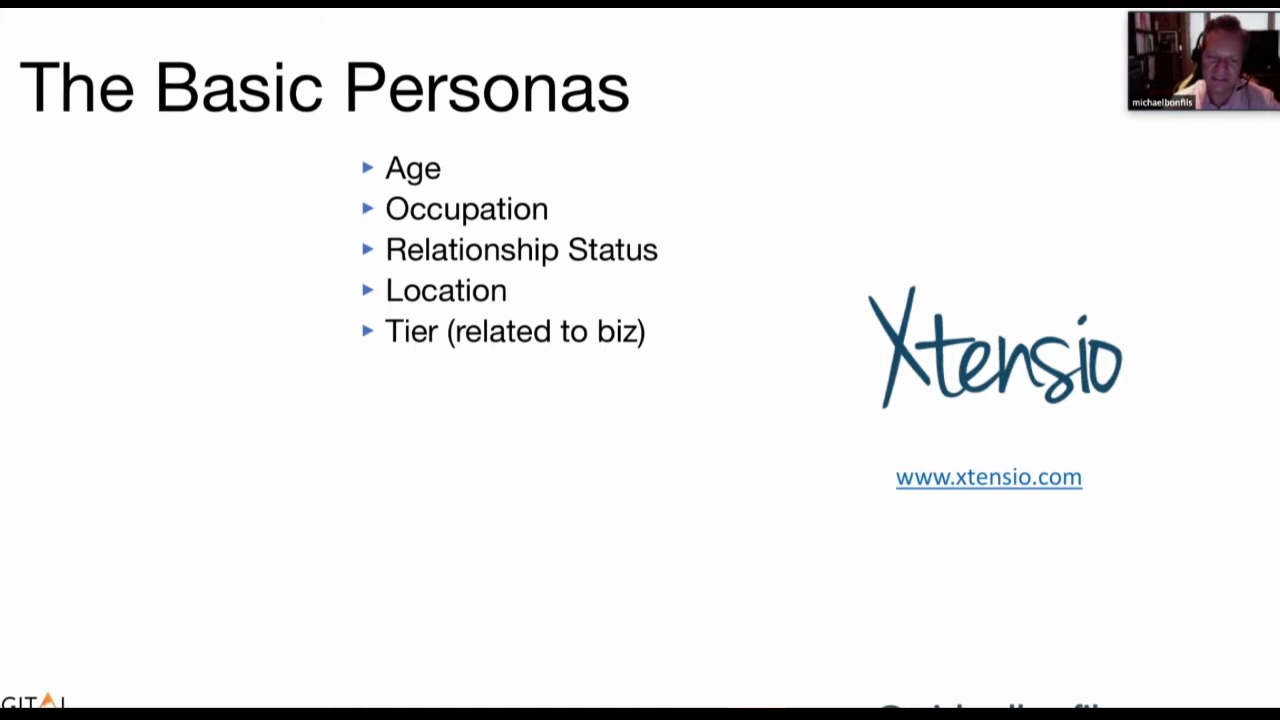 The Basic Personas
michaelbonfils
Age
Occupation
Relationship Status
Location
Tier (related to biz)
Xtensio
www.xtensio.com